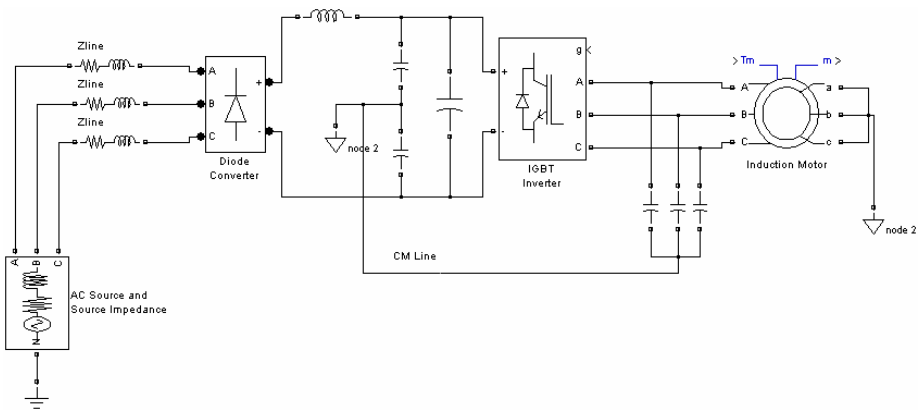 Zline
Zline
Zline
A
B
C
+
-
Diode
Converter
node 2
+
-
g
A
B
C
IGBT
Inverter
Tm
m
A
B
C
a
b
c
Induction Motor
node 2
CM Line
A
B
C
N
AC Source and
Source Impedance